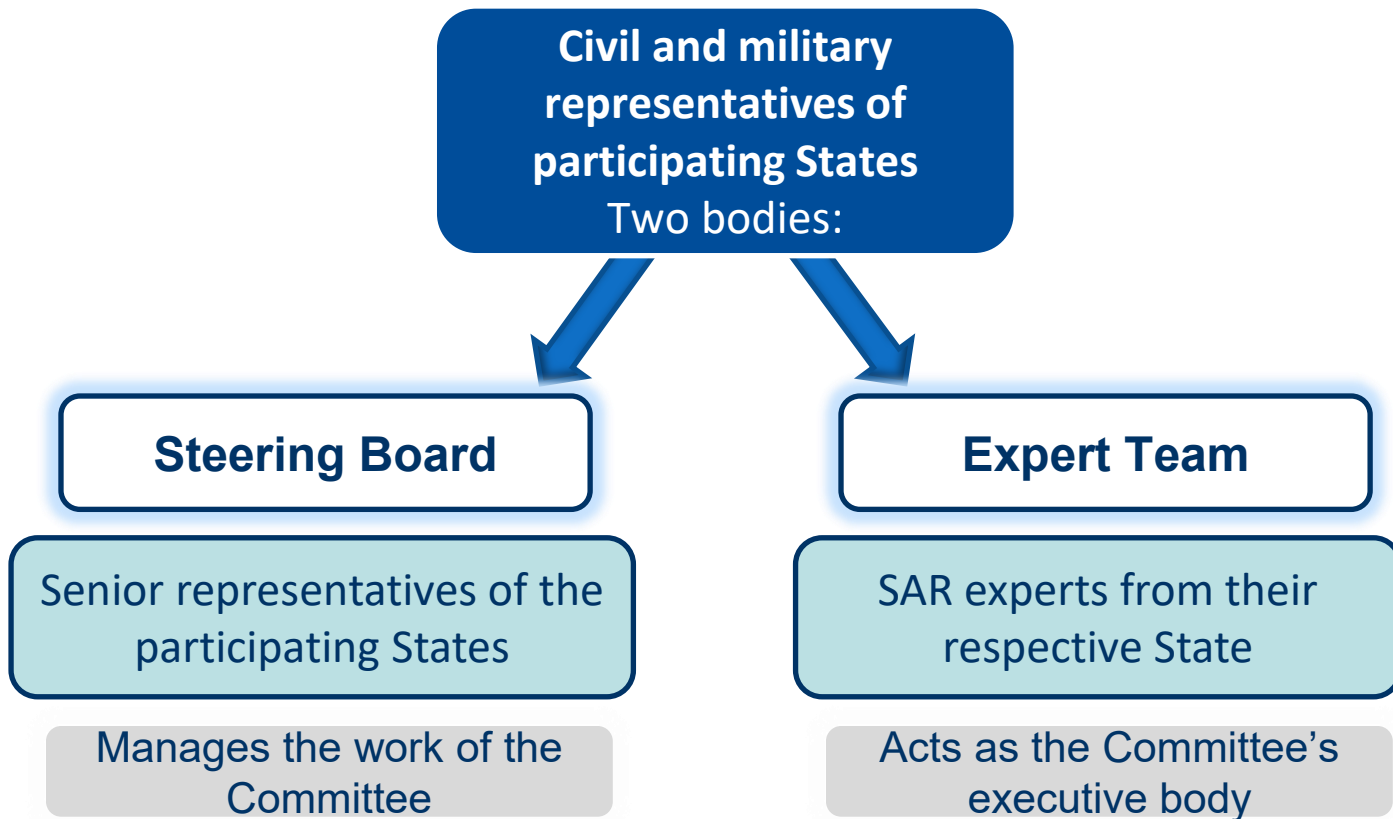 Civil and military
representatives of
participating States
Two bodies:
Steering Board
Expert Team
Senior representatives of the
participating States
SAR experts from their
respective State
Manages the work of the
Committee
Acts as the Committee’s
executive body